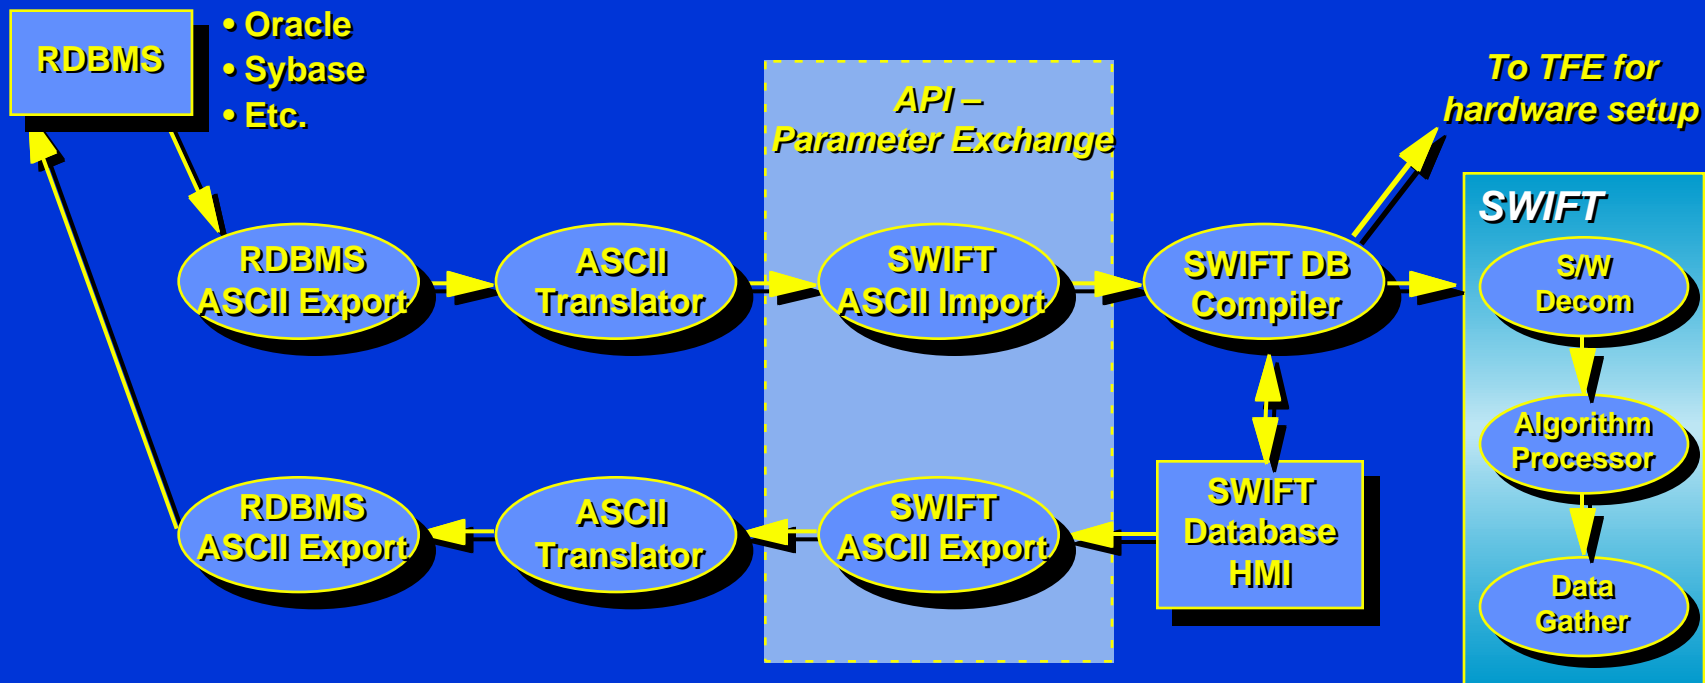 RDBMS
• Oracle
• Sybase
• Etc.
API –
Parameter Exchange
To TFE for
hardware setup
RDBMS
ASCII Export
ASCII
Translator
SWIFT
ASCII Import
SWIFT DB
Compiler
SWIFT
S/W
Decom
Algorithm
Processor
Data
Gather
RDBMS
ASCII Export
ASCII
Translator
SWIFT
ASCII Export
SWIFT
Database
HMI